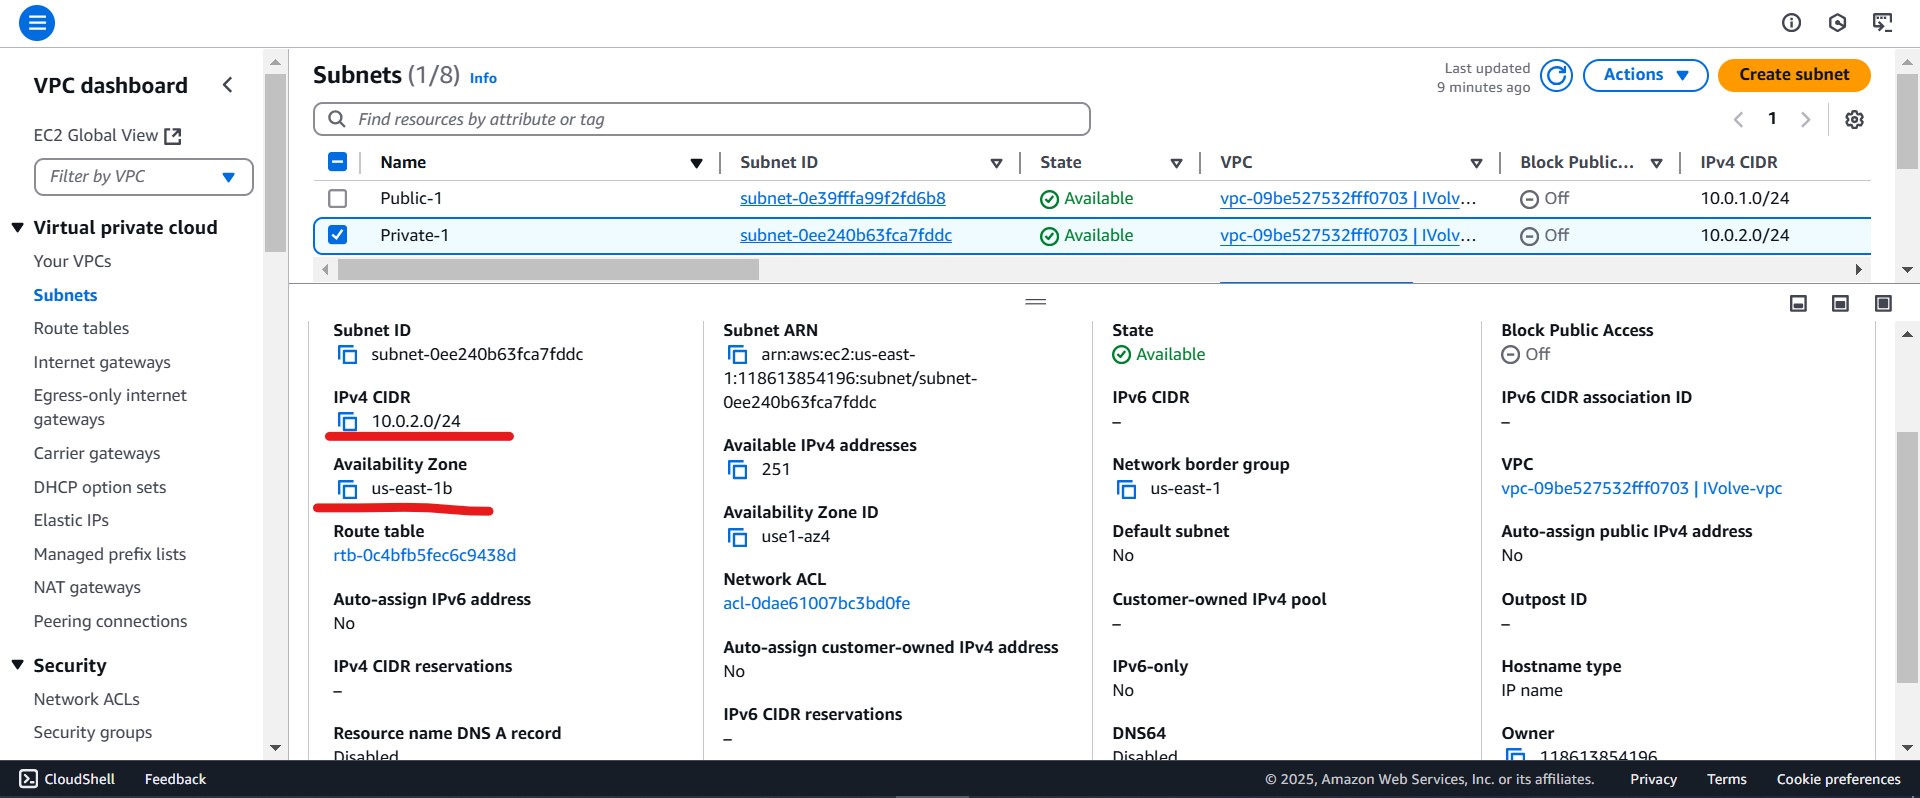 VPC dashboard
EC2 Global View
Filter by VPC
Virtual private cloud
Your VPCs
Subnets
Route tables
Internet gateways
Egress-only internet
gateways
Carrier gateways
DHCP option sets
Elastic IPs
Managed prefix lists
NAT gateways
Peering connections
Security
Network ACLs
Security groups
Subnets (1/8) Info
Last updated
9 minutes ago
Actions
Create subnet
Find resources by attribute or tag
1
Name Subnet ID State VPC Block Public... IPv4 CIDR
Public-1 subnet-0e39fffa99f2fd6b8 Available vpc-09be527532fff0703 | IVolv... Off 10.0.1.0/24
Private-1 subnet-0ee240b63fca7fddc Available vpc-09be527532fff0703 | IVolv... Off 10.0.2.0/24
Subnet ID
subnet-0ee240b63fca7fddc
IPv4 CIDR
10.0.2.0/24
Availability Zone
us-east-1b
Route table
rtb-0c4bfb5fec6c9438d
Auto-assign IPv6 address
No
IPv4 CIDR reservations
–
Resource name DNS A record
Disabled
Subnet ARN
arn:aws:ec2:us-east-
1:118613854196:subnet/subnet-
0ee240b63fca7fddc
Available IPv4 addresses
251
Availability Zone ID
use1-az4
Network ACL
acl-0dae61007bc3bd0fe
Auto-assign customer-owned IPv4 address
No
IPv6 CIDR reservations
–
State
Available
IPv6 CIDR
–
Network border group
us-east-1
Default subnet
No
Customer-owned IPv4 pool
–
IPv6-only
No
DNS64
Disabled
Block Public Access
Off
IPv6 CIDR association ID
–
VPC
vpc-09be527532fff0703 | IVolve-vpc
Auto-assign public IPv4 address
No
Outpost ID
–
Hostname type
IP name
Owner
118613854196
CloudShell Feedback © 2025, Amazon Web Services, Inc. or its affiliates. Privacy Terms Cookie preferences